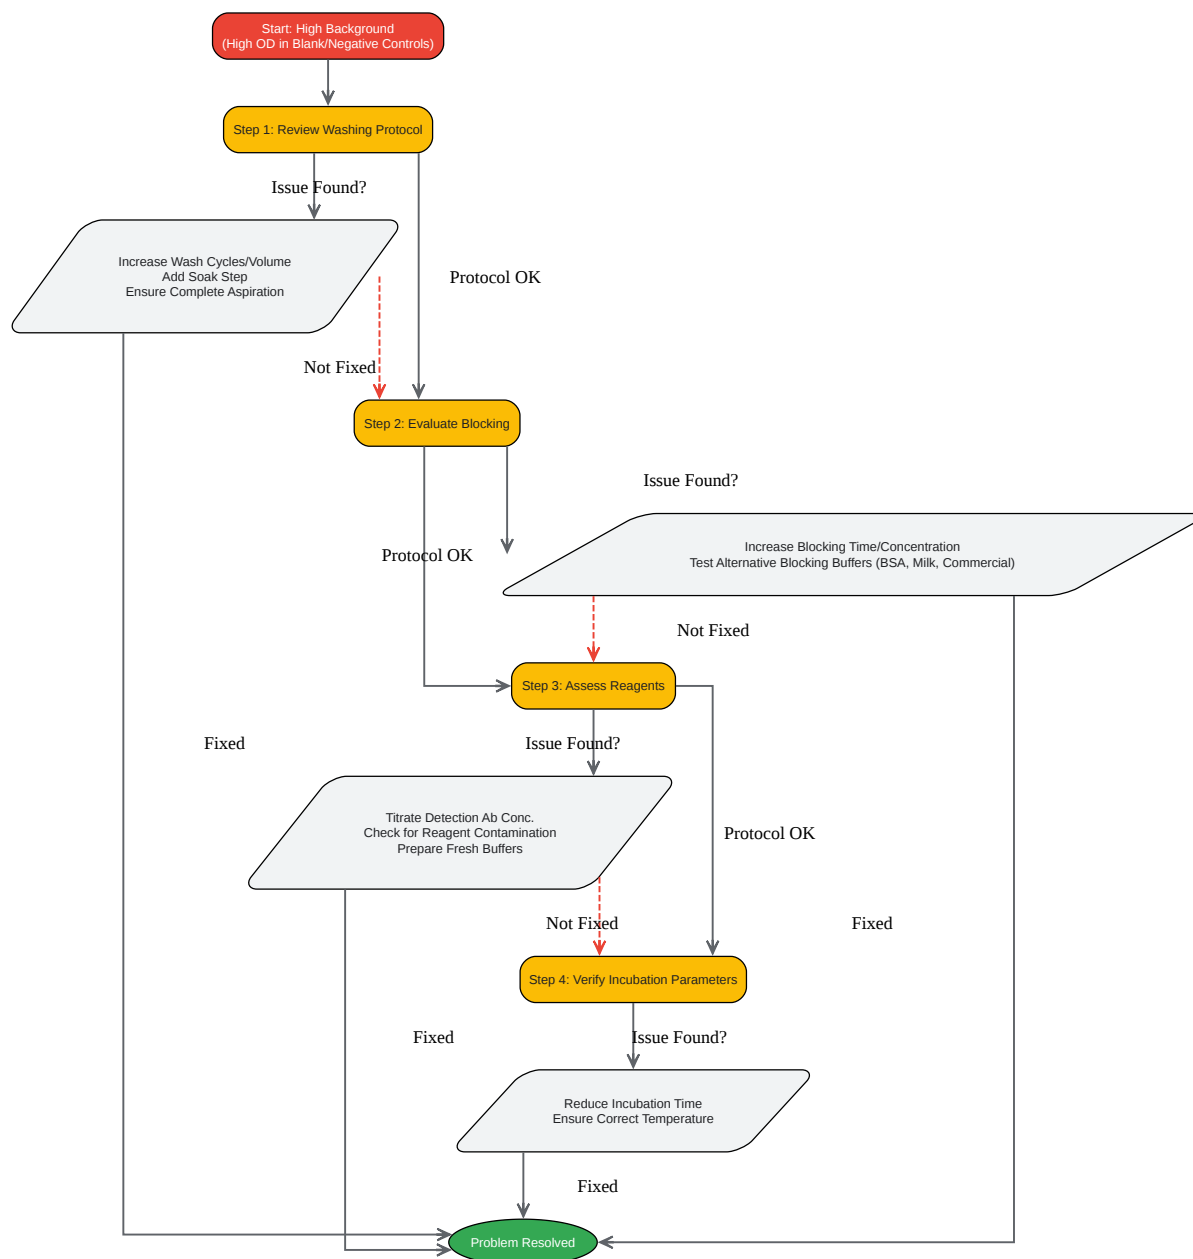 Start: High Background
(High OD in Blank/Negative Controls)
Step 1: Review Washing Protocol
Issue Found?
Increase Wash Cycles/Volume
Add Soak Step
Ensure Complete Aspiration
Protocol OK
Not Fixed
Step 2: Evaluate Blocking
Issue Found?
Protocol OK
Increase Blocking Time/Concentration
Test Alternative Blocking Buffers (BSA, Milk, Commercial)
Not Fixed
Step 3: Assess Reagents
Fixed
Issue Found?
Titrate Detection Ab Conc.
Check for Reagent Contamination
Prepare Fresh Buffers
Protocol OK
Not Fixed
Fixed
Step 4: Verify Incubation Parameters
Fixed
Issue Found?
Reduce Incubation Time
Ensure Correct Temperature
Fixed
Problem Resolved